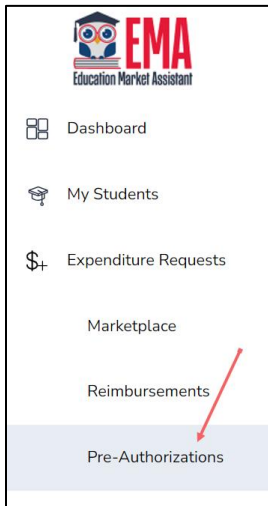 EMA
Education Market Assistant
Dashboard
My Students
$+ Expenditure Requests
Marketplace
Reimbursements
Pre-Authorizations